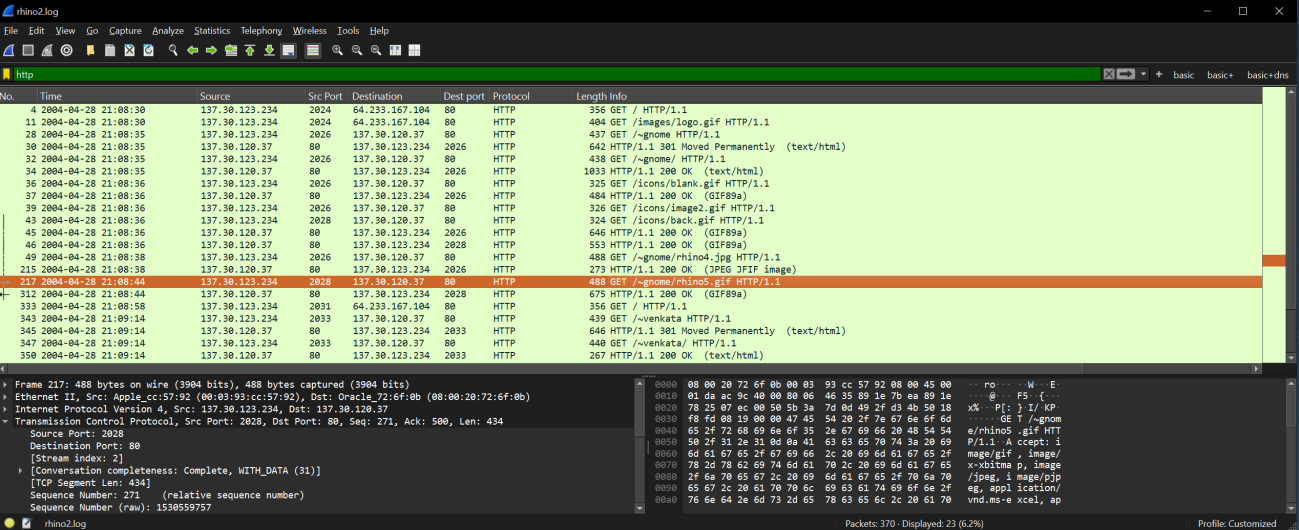 rhino2.log
File Edit View Go Capture Analyze Statistics Telephony Wireless Tools Help
http
basic basic+ basic+dns
No. Time Source Src Port Destination Dest port Protocol Length Info
4 2004-04-28 21:08:30 137.30.123.234 2024 64.233.167.104 80 HTTP 356 GET / HTTP/1.1
11 2004-04-28 21:08:30 137.30.123.234 2024 64.233.167.104 80 HTTP 404 GET /images/logo.gif HTTP/1.1
28 2004-04-28 21:08:35 137.30.123.234 2026 137.30.120.37 80 HTTP 437 GET /~gnome HTTP/1.1
30 2004-04-28 21:08:35 137.30.120.37 80 137.30.123.234 2026 HTTP 642 HTTP/1.1 301 Moved Permanently (text/html)
32 2004-04-28 21:08:35 137.30.123.234 2026 137.30.120.37 80 HTTP 438 GET /~gnome/ HTTP/1.1
34 2004-04-28 21:08:35 137.30.120.37 80 137.30.123.234 2026 HTTP 1033 HTTP/1.1 200 OK (text/html)
36 2004-04-28 21:08:36 137.30.123.234 2026 137.30.120.37 80 HTTP 325 GET /icons/blank.gif HTTP/1.1
37 2004-04-28 21:08:36 137.30.120.37 80 137.30.123.234 2026 HTTP 484 HTTP/1.1 200 OK (GIF89a)
39 2004-04-28 21:08:36 137.30.123.234 2026 137.30.120.37 80 HTTP 326 GET /icons/image2.gif HTTP/1.1
43 2004-04-28 21:08:36 137.30.123.234 2028 137.30.120.37 80 HTTP 324 GET /icons/back.gif HTTP/1.1
45 2004-04-28 21:08:36 137.30.120.37 80 137.30.123.234 2026 HTTP 646 HTTP/1.1 200 OK (GIF89a)
46 2004-04-28 21:08:36 137.30.120.37 80 137.30.123.234 2028 HTTP 553 HTTP/1.1 200 OK (GIF89a)
49 2004-04-28 21:08:38 137.30.123.234 2026 137.30.120.37 80 HTTP 488 GET /~gnome/rhino4.jpg HTTP/1.1
215 2004-04-28 21:08:38 137.30.120.37 80 137.30.123.234 2026 HTTP 273 HTTP/1.1 200 OK (JPEG JFIF image)
217 2004-04-28 21:08:44 137.30.123.234 2028 137.30.120.37 80 HTTP 488 GET /~gnome/rhino5.gif HTTP/1.1
312 2004-04-28 21:08:44 137.30.120.37 80 137.30.123.234 2028 HTTP 675 HTTP/1.1 200 OK (GIF89a)
333 2004-04-28 21:08:58 137.30.123.234 2031 64.233.167.104 80 HTTP 356 GET / HTTP/1.1
343 2004-04-28 21:09:14 137.30.123.234 2033 137.30.120.37 80 HTTP 439 GET /~venkata HTTP/1.1
345 2004-04-28 21:09:14 137.30.120.37 80 137.30.123.234 2033 HTTP 646 HTTP/1.1 301 Moved Permanently (text/html)
347 2004-04-28 21:09:14 137.30.123.234 2033 137.30.120.37 80 HTTP 440 GET /~venkata/ HTTP/1.1
350 2004-04-28 21:09:14 137.30.120.37 80 137.30.123.234 2033 HTTP 267 HTTP/1.1 200 OK (text/html)
Frame 217: 488 bytes on wire (3904 bits), 488 bytes captured (3904 bits)
Ethernet II, Src: Apple_cc:57:92 (00:03:93:cc:57:92), Dst: Oracle_72:6f:0b (08:00:20:72:6f:0b)
Internet Protocol Version 4, Src: 137.30.123.234, Dst: 137.30.120.37
Transmission Control Protocol, Src Port: 2028, Dst Port: 80, Seq: 271, Ack: 500, Len: 434
Source Port: 2028
Destination Port: 80
[Stream index: 2]
[Conversation completeness: Complete, WITH_DATA (31)]
[TCP Segment Len: 434]
Sequence Number: 271 (relative sequence number)
Sequence Number (raw): 1530559757
0000 08 00 20 72 6f 0b 00 03 93 cc 57 92 08 00 45 00 ·· ro··· ··W···E·
0010 01 da ac 9c 40 00 80 06 46 35 89 1e 7b ea 89 1e ····@··· F5··{···
0020 78 25 07 ec 00 50 5b 3a 7d 0d 49 2f d3 4b 50 18 x%···P[: }·I/·KP·
0030 f8 fd 08 19 00 00 47 45 54 20 2f 7e 67 6e 6f 6d ······GE T /~gnom
0040 65 2f 72 68 69 6e 6f 35 2e 67 69 66 20 48 54 54 e/rhino5 .gif HTT
0050 50 2f 31 2e 31 0d 0a 41 63 63 65 70 74 3a 20 69 P/1.1··A ccept: i
0060 6d 61 67 65 2f 67 69 66 2c 20 69 6d 61 67 65 2f mage/gif , image/
0070 78 2d 78 62 69 74 6d 61 70 2c 20 69 6d 61 67 65 x-xbitma p, image
0080 2f 6a 70 65 67 2c 20 69 6d 61 67 65 2f 70 6a 70 /jpeg, i mage/pjp
0090 65 67 2c 20 61 70 70 6c 69 63 61 74 69 6f 6e 2f eg, appl ication/
00a0 76 6e 64 2e 6d 73 2d 65 78 63 65 6c 2c 20 61 70 vnd.ms-e xcel, ap
rhino2.log
Packets: 370 · Displayed: 23 (6.2%)
Profile: Customized